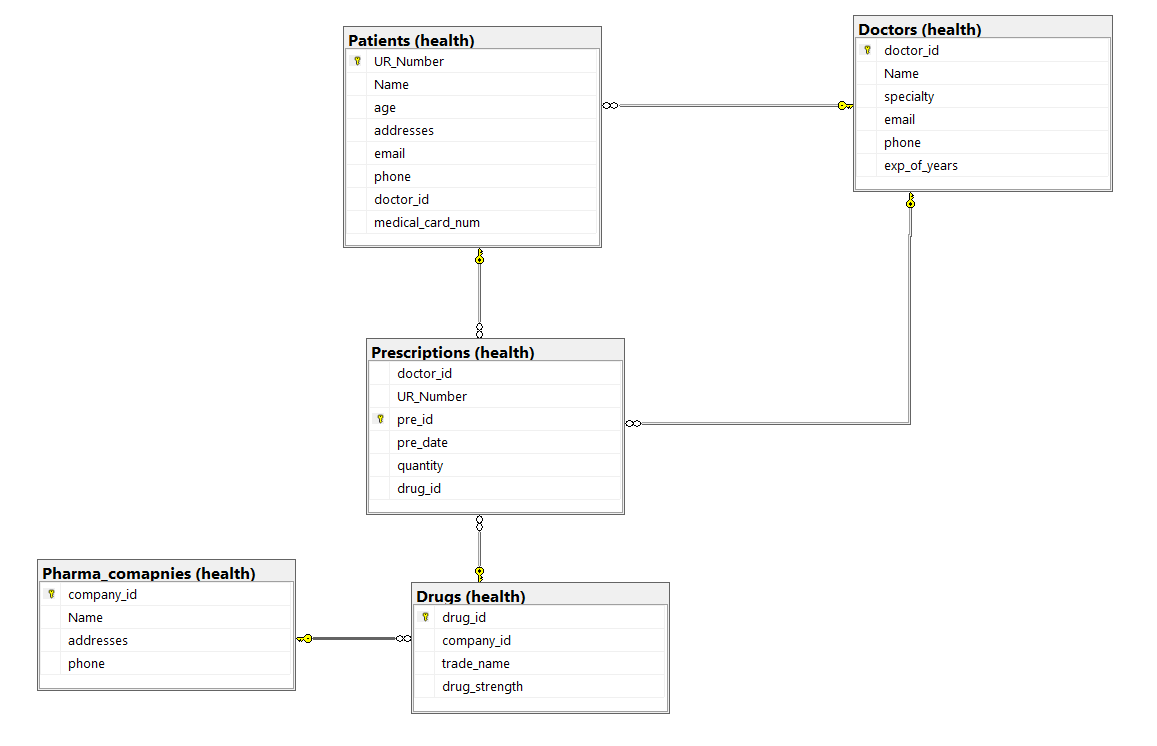 Patients (health)
UR_Number
Name
age
addresses
email
phone
doctor_id
medical_card_num
Doctors (health)
doctor_id
Name
specialty
email
phone
exp_of_years
Prescriptions (health)
doctor_id
UR_Number
pre_id
pre_date
quantity
drug_id
Pharma_comapnies (health)
company_id
Name
addresses
phone
Drugs (health)
drug_id
company_id
trade_name
drug_strength